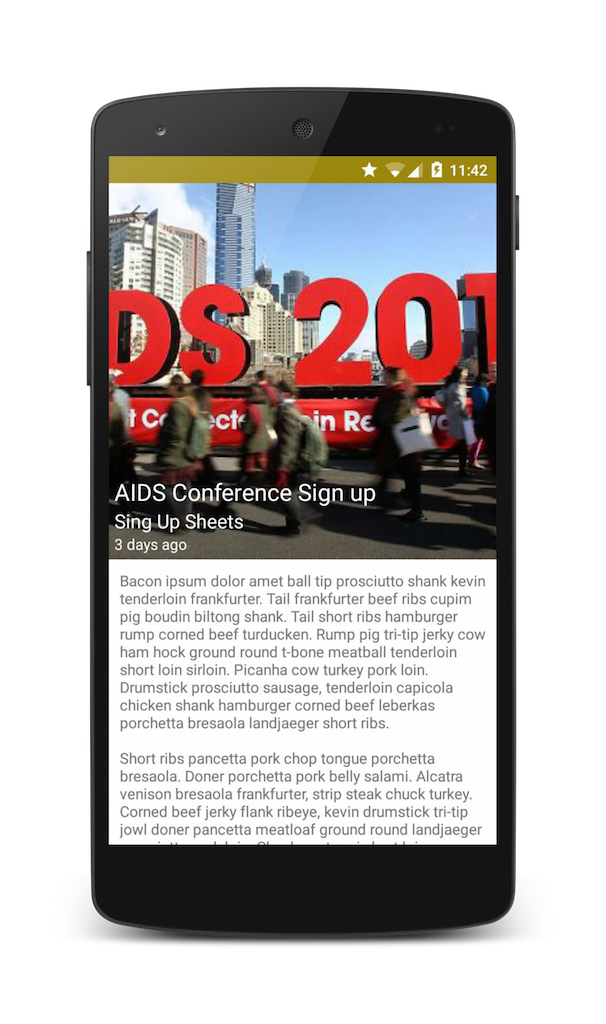 11:42
DS 201
t Co
in Re
AIDS Conference Sign up
Sing Up Sheets
3 days ago
Bacon ipsum dolor amet ball tip prosciutto shank kevin
tenderloin frankfurter. Tail frankfurter beef ribs cupim
pig boudin biltong shank. Tail short ribs hamburger
rump corned beef turducken. Rump pig tri-tip jerky cow
ham hock ground round t-bone meatball tenderloin
short loin sirloin. Picanha cow turkey pork loin.
Drumstick prosciutto sausage, tenderloin capicola
chicken shank hamburger corned beef leberkas
porchetta bresaola landjaeger short ribs.
Short ribs pancetta pork chop tongue porchetta
bresaola. Doner porchetta pork belly salami. Alcatra
venison bresaola frankfurter, strip steak chuck turkey.
Corned beef jerky flank ribeye, kevin drumstick tri-tip
jowl doner pancetta meatloaf ground round landjaeger